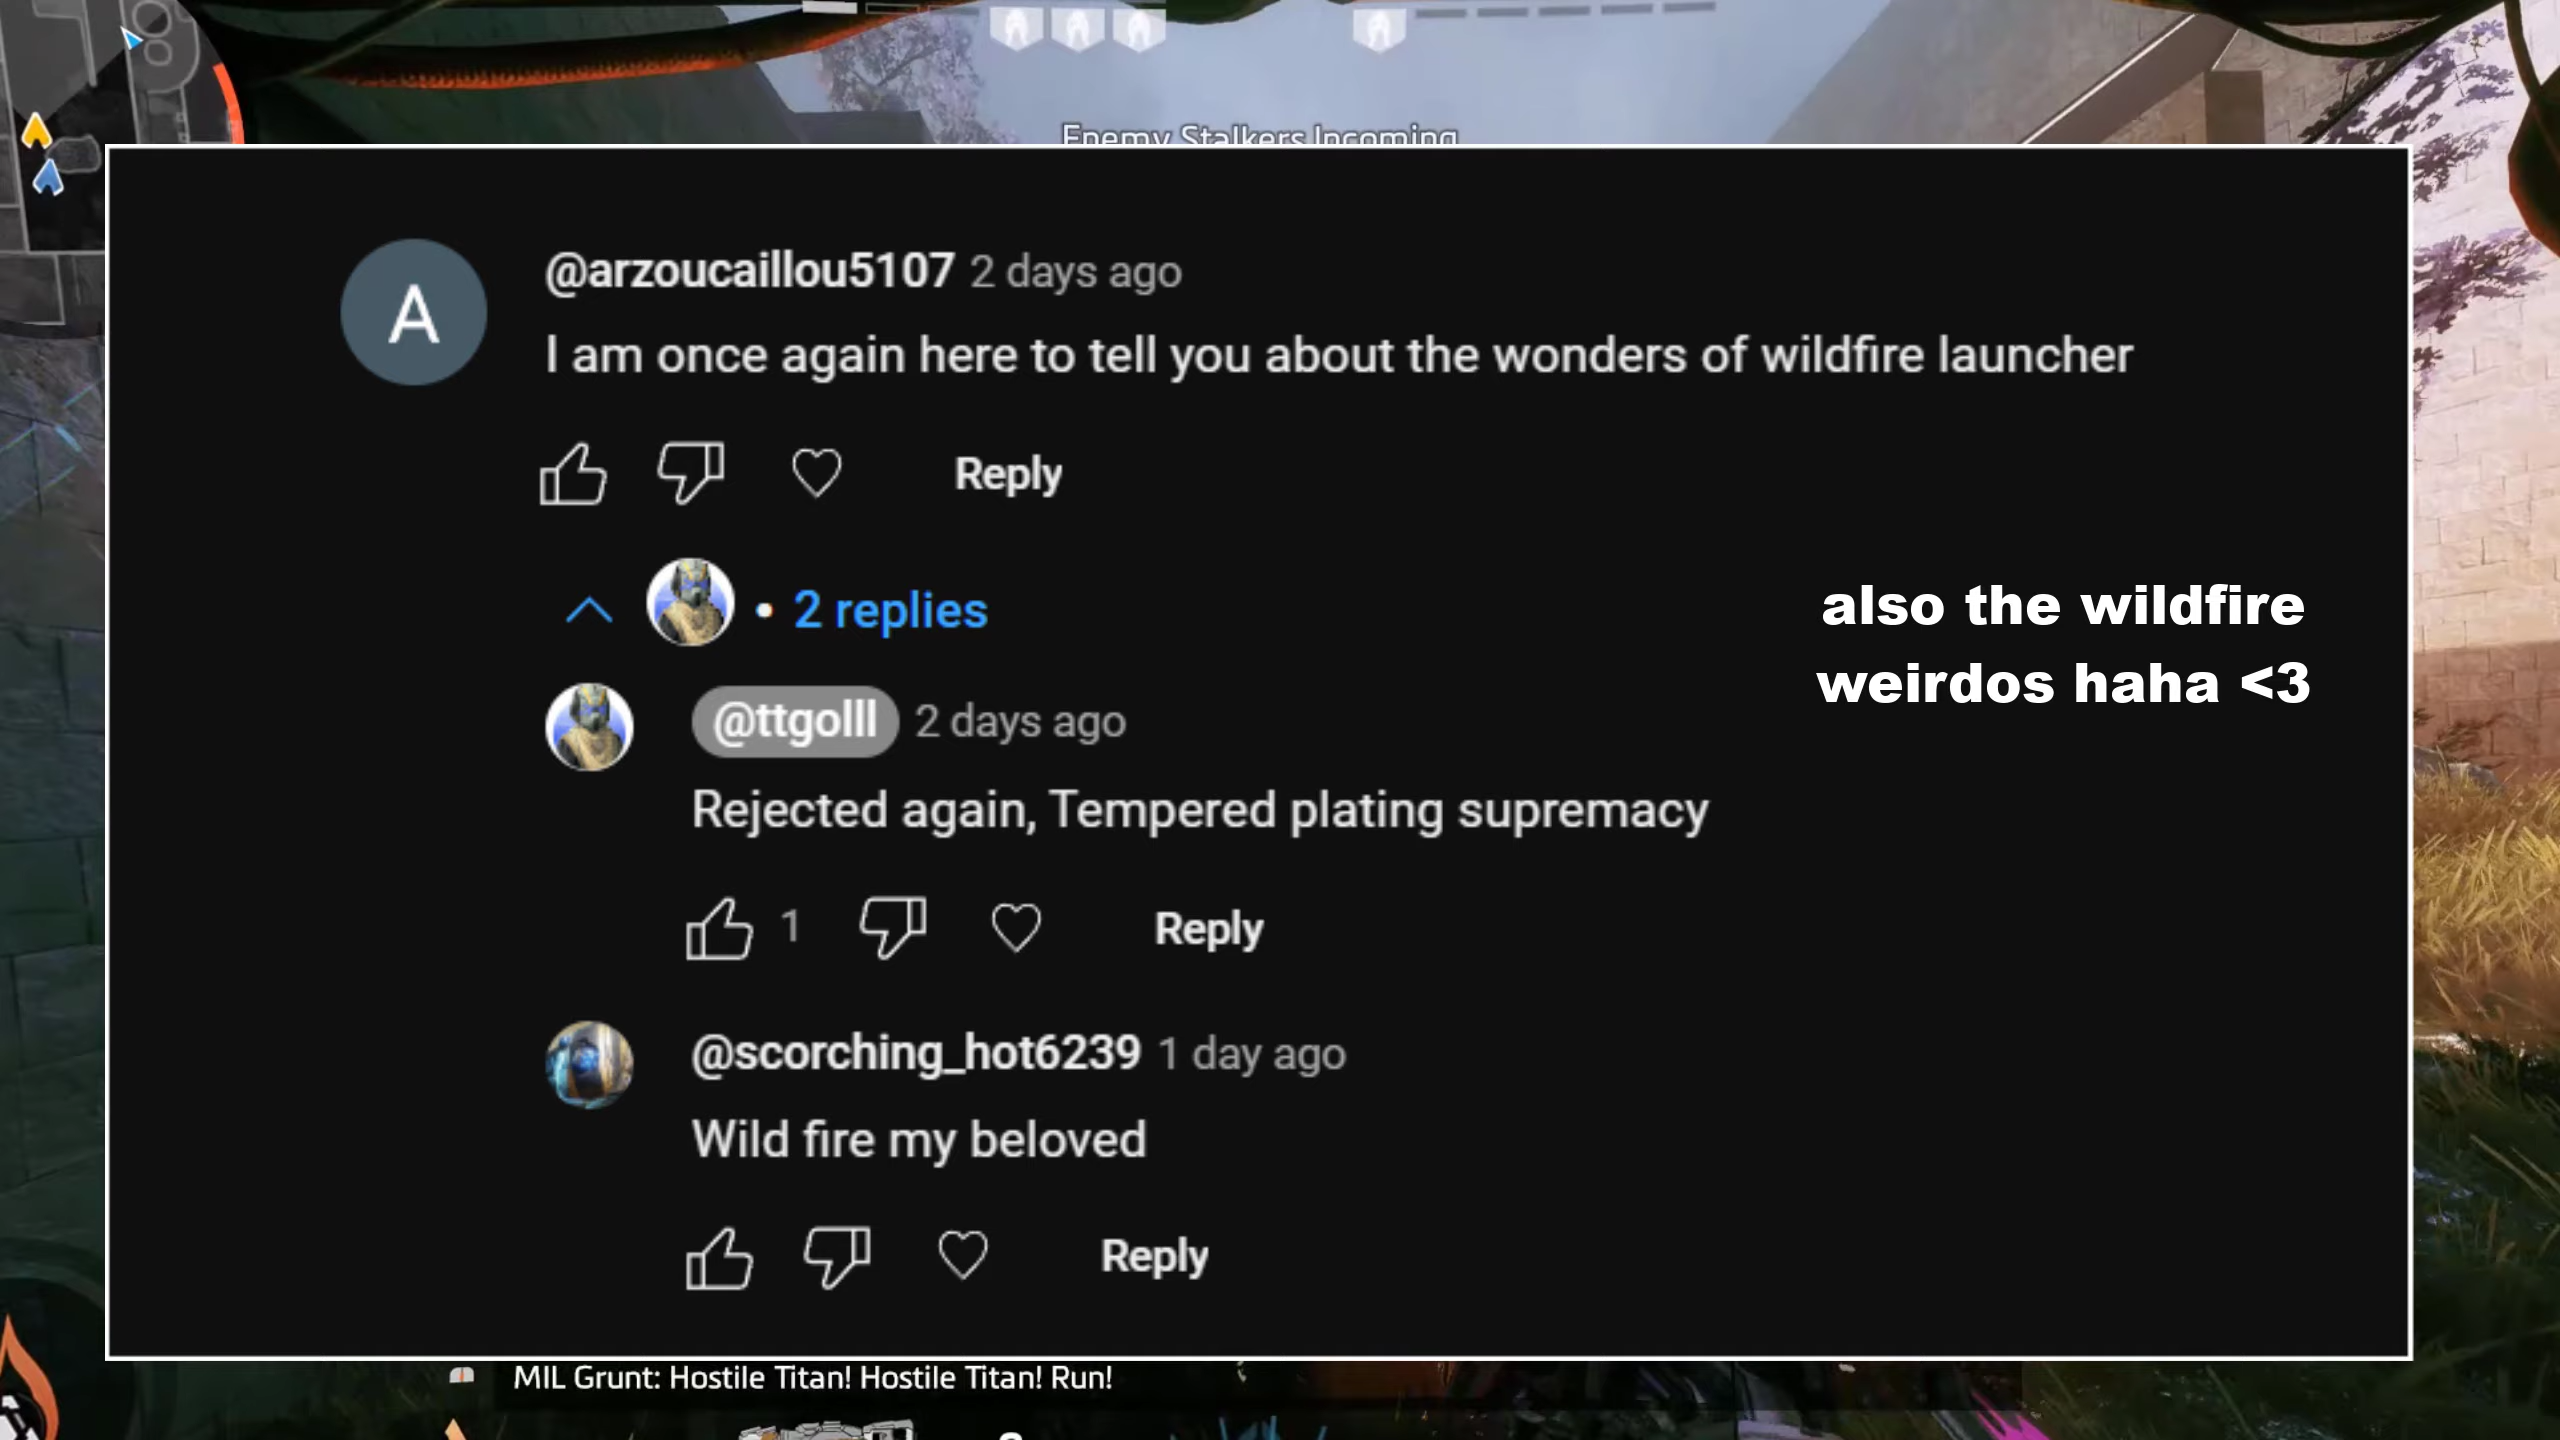 Enemy Stalkers Incoming
A
@arzoucaillou5107 2 days ago
I am once again here to tell you about the wonders of wildfire launcher
Reply
• 2 replies
also the wildfire
weirdos haha <3
@ttgolll 2 days ago
Rejected again, Tempered plating supremacy
1 Reply
@scorching_hot6239 1 day ago
Wild fire my beloved
Reply
MIL Grunt: Hostile Titan! Hostile Titan! Run!